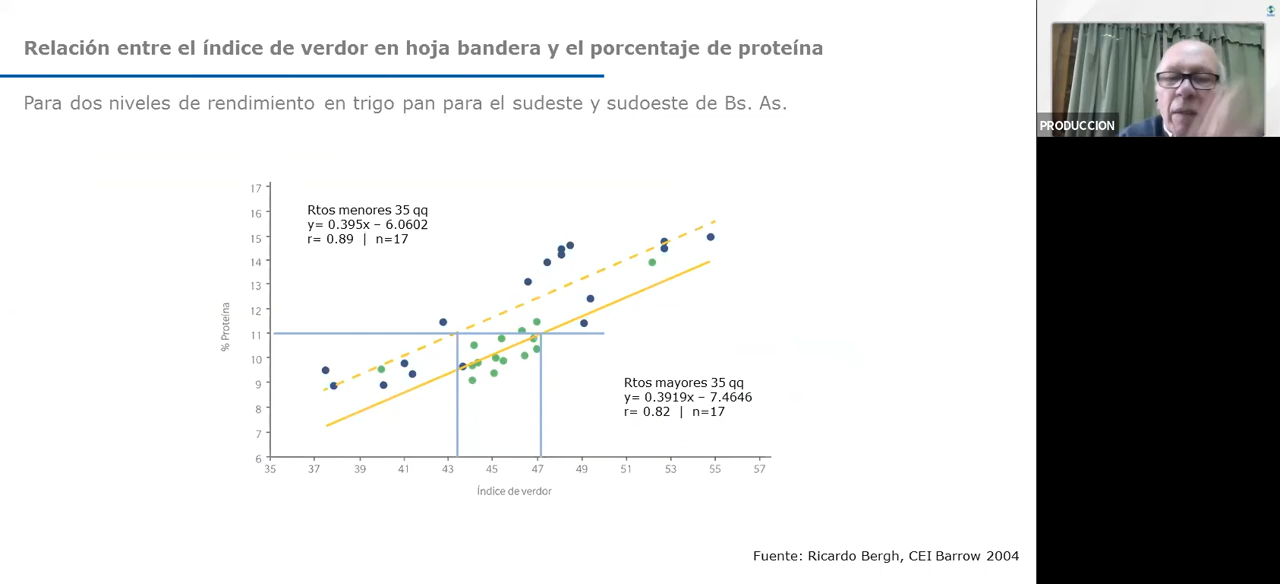 Relación entre el índice de verdor en hoja bandera y el porcentaje de proteína
Para dos niveles de rendimiento en trigo pan para el sudeste y sudoeste de Bs. As.
PRODUCCION
Rtos menores 35 qq
y= 0.395x – 6.0602
r= 0.89 | n=17
% Proteína
17
16
15
14
13
12
11
10
9
8
7
6
Rtos mayores 35 qq
y= 0.3919x – 7.4646
r= 0.82 | n=17
35 37 39 41 43 45 47 49 51 53 55 57
Índice de verdor
Fuente: Ricardo Bergh, CEI Barrow 2004